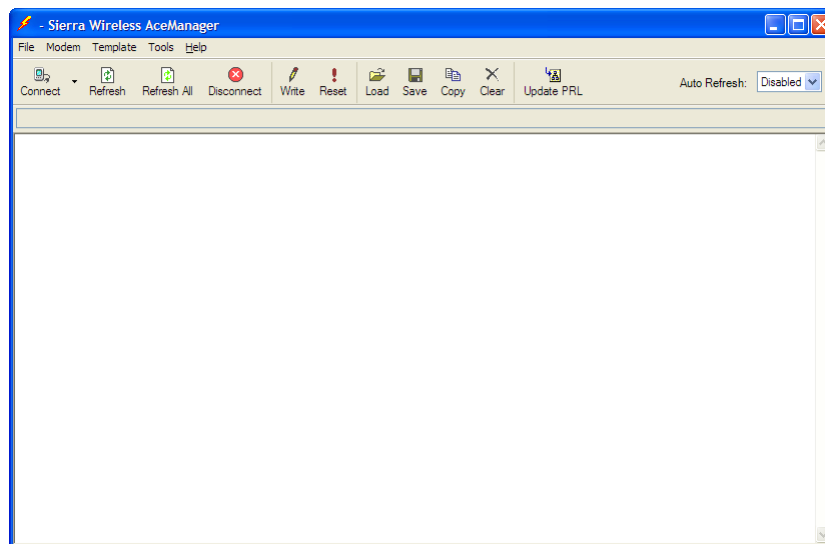 - Sierra Wireless AceManager
File Modem Template Tools Help
Connect Refresh Refresh All Disconnect Write Reset Load Save Copy Clear Update PRL Auto Refresh: Disabled